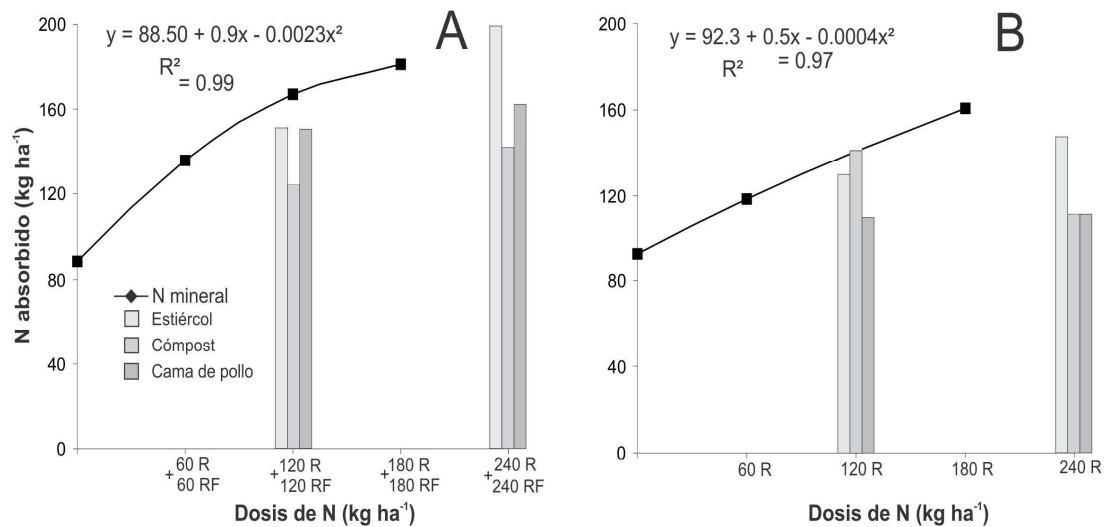 A
y = 88.50 + 0.9x - 0.0023x²
R²
= 0.99
N absorbido (kg ha⁻¹)
200
160
120
80
40
0
N mineral
Estiércol
Cómpost
Cama de pollo
60 R
+
60 RF
120 R
+
120 RF
180 R
+
180 RF
240 R
+
240 RF
Dosis de N (kg ha⁻¹)
B
y = 92.3 + 0.5x - 0.0004x²
R²
= 0.97
200
160
120
80
40
0
60 R
120 R
180 R
240 R
Dosis de N (kg ha⁻¹)